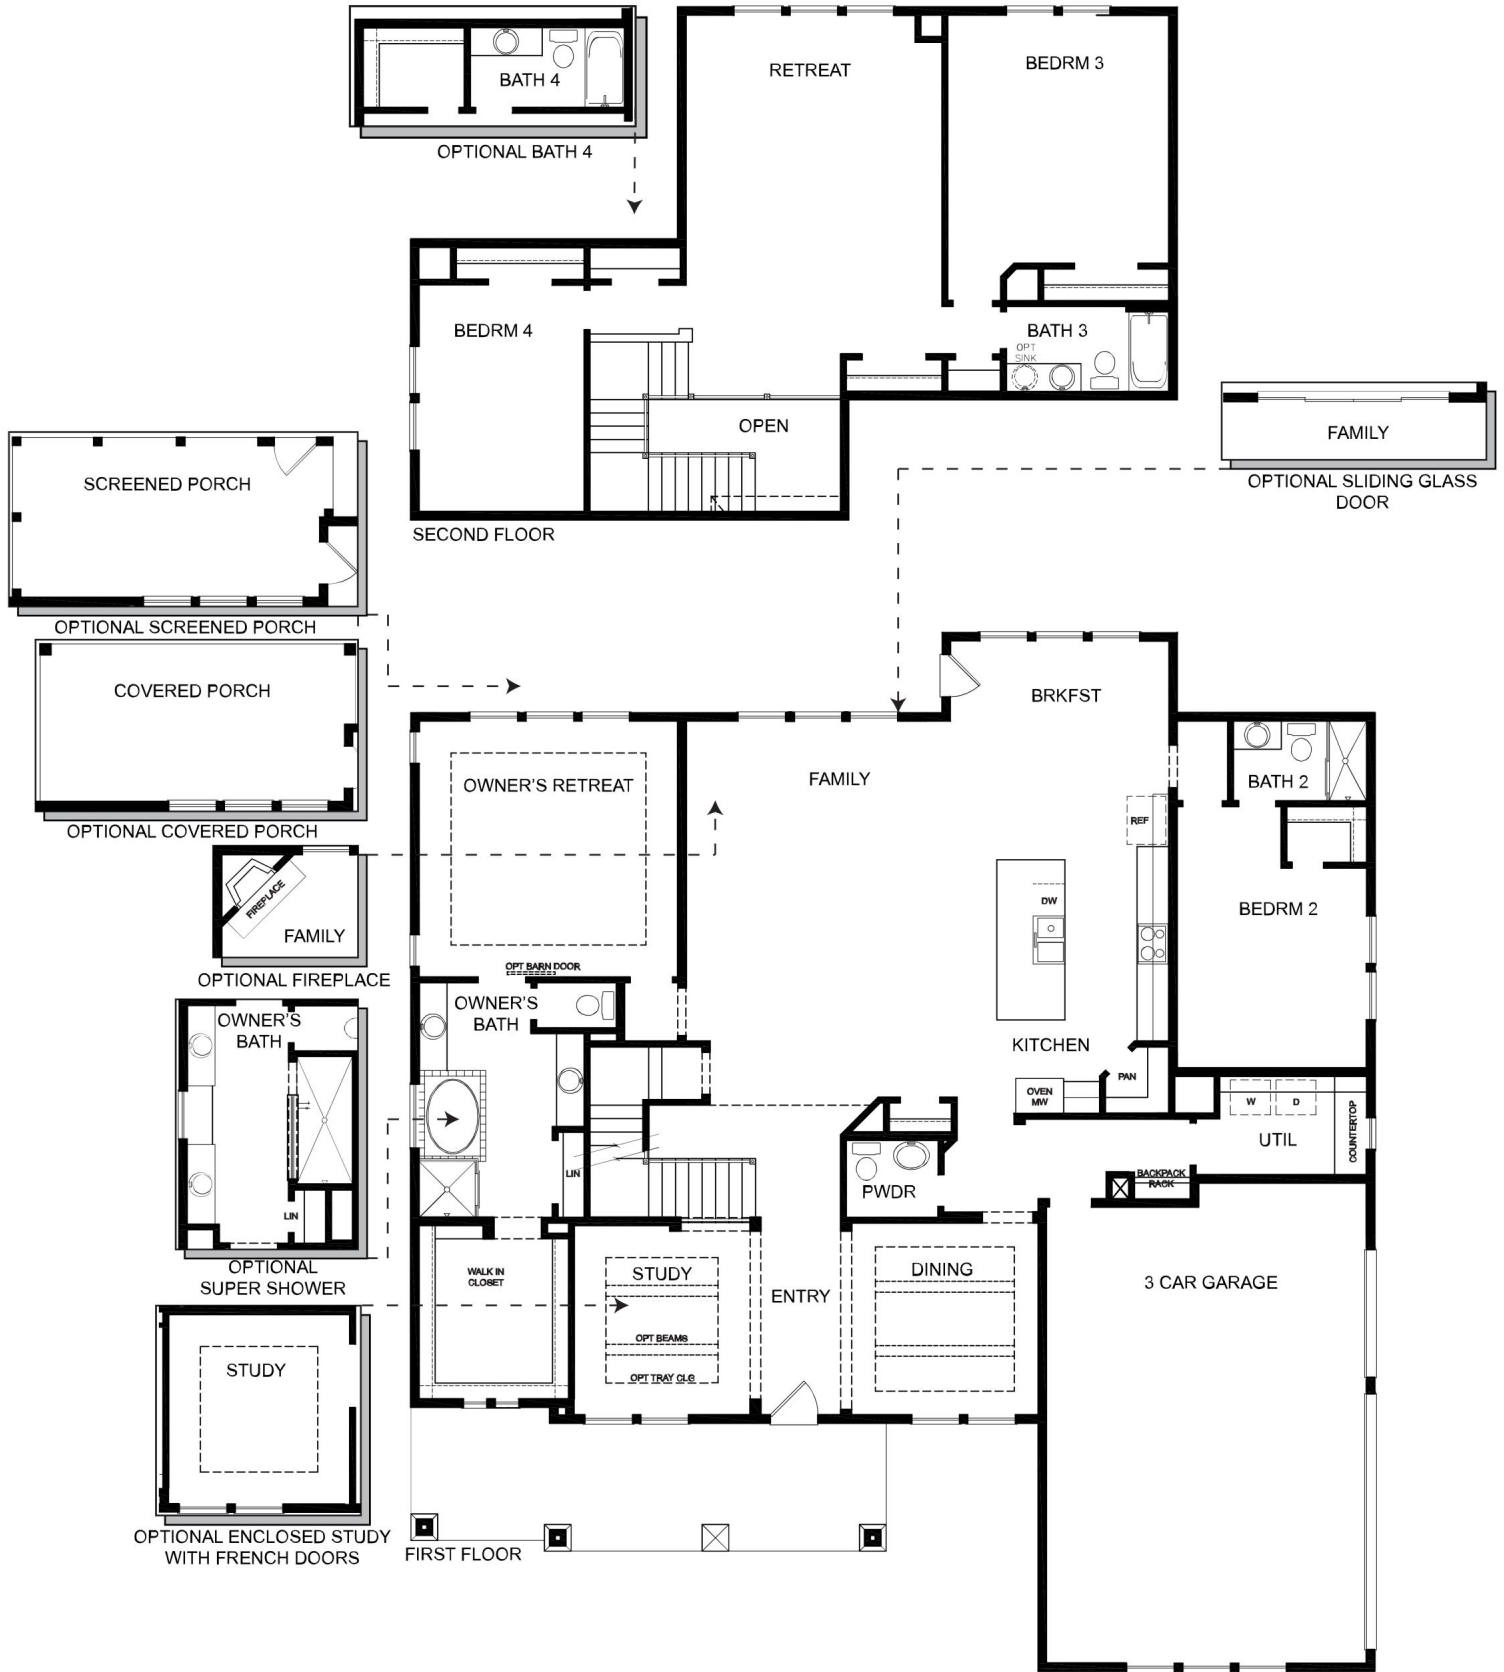 BATH 4
OPTIONAL BATH 4
RETREAT
BEDRM 3
BEDRM 4
BATH 3
OPT
SINK
OPEN
SECOND FLOOR
FAMILY
OPTIONAL SLIDING GLASS
DOOR
SCREENED PORCH
OPTIONAL SCREENED PORCH
COVERED PORCH
OPTIONAL COVERED PORCH
FIREPLACE
FAMILY
OPTIONAL FIREPLACE
OWNER'S
BATH
LIN
OPTIONAL
SUPER SHOWER
STUDY
OPTIONAL ENCLOSED STUDY
WITH FRENCH DOORS
BRKFST
OWNER'S RETREAT
FAMILY
BATH 2
REF
DW
BEDRM 2
OPT BARN DOOR
OWNER'S
BATH
KITCHEN
PAN
OVEN
MW
W
D
UTIL
COUNTERTOP
BACKPACK
RACK
LIN
PWDR
WALK IN
CLOSET
STUDY
OPT BEAMS
OPT TRAY CLG
ENTRY
DINING
3 CAR GARAGE
FIRST FLOOR